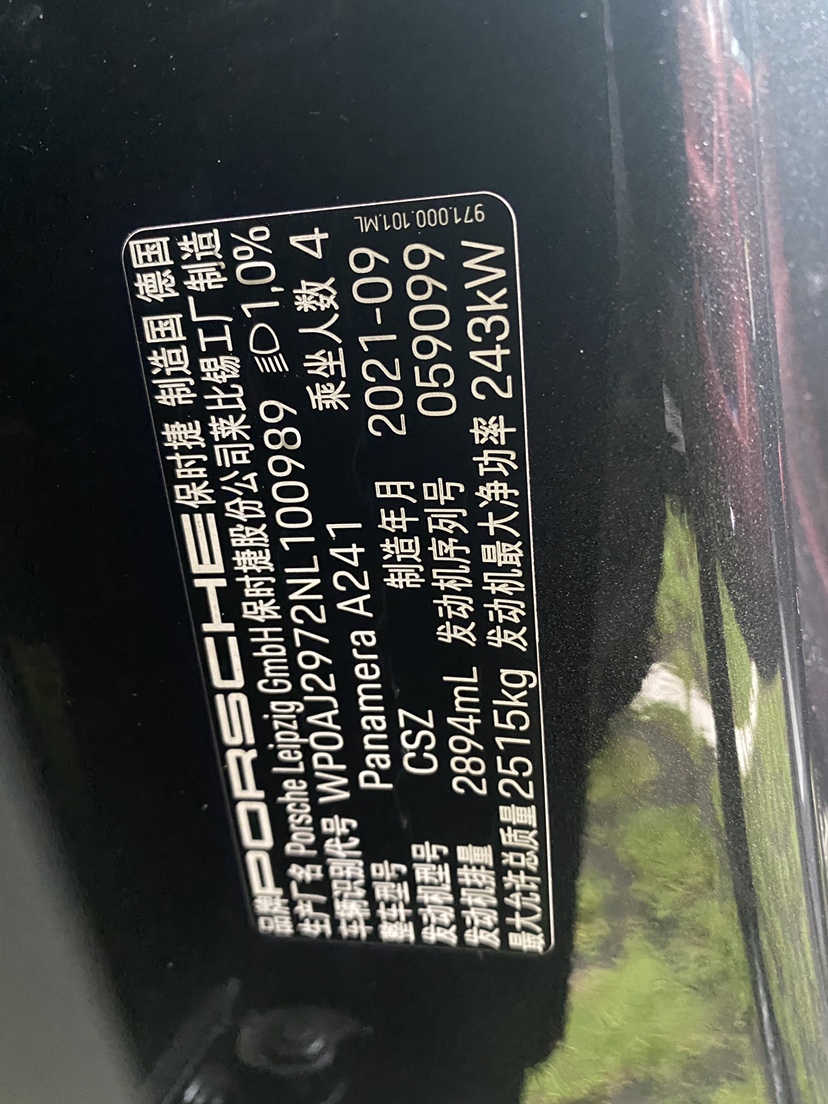 品牌 PORSCHE 保时捷 制造国 德国
生产厂名 Porsche Leipzig GmbH 保时捷股份公司莱比锡工厂制造
车辆识别代号 WP0AJ2972NL100989 1,0%
整车型号 Panamera A241 乘坐人数 4
发动机型号 CSZ 制造年月 2021-09
发动机排量 2894mL 发动机序列号 059099
最大允许总质量 2515kg 发动机最大净功率 243kW
971.000.101.ML